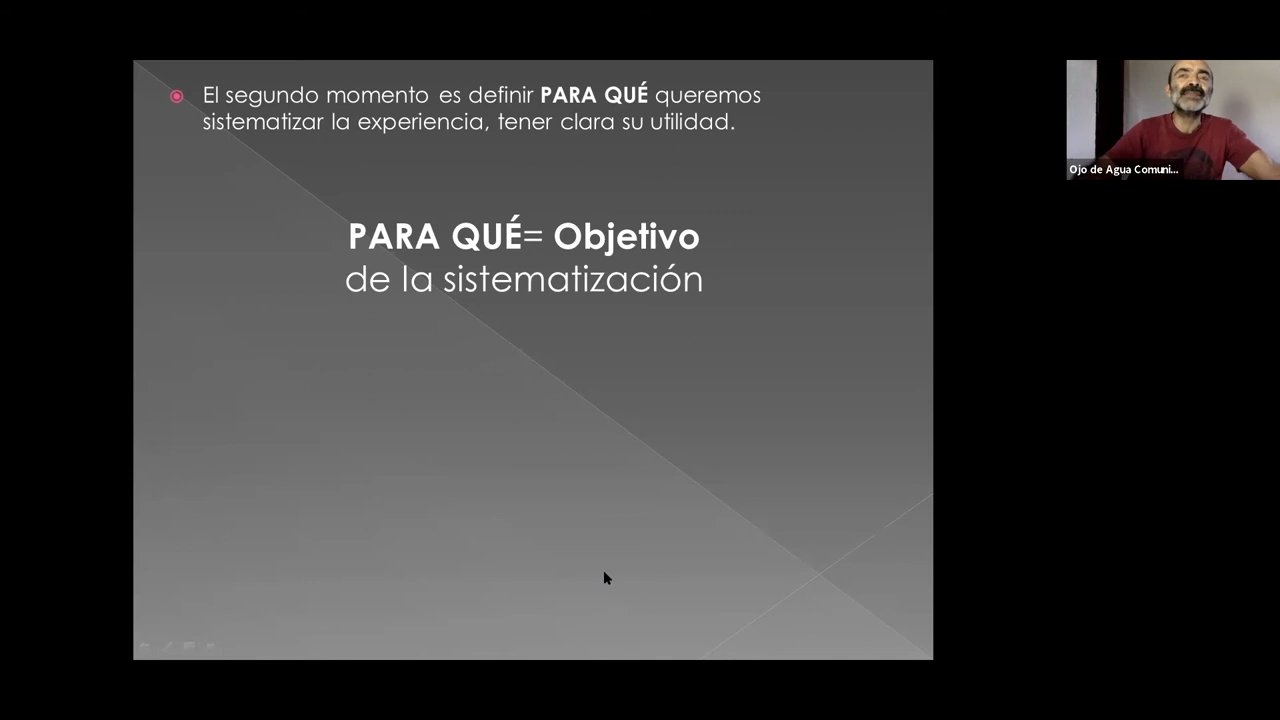 El segundo momento es definir PARA QUÉ queremos
sistematizar la experiencia, tener clara su utilidad.
PARA QUÉ= Objetivo
de la sistematización
Ojo de Agua Comuni...